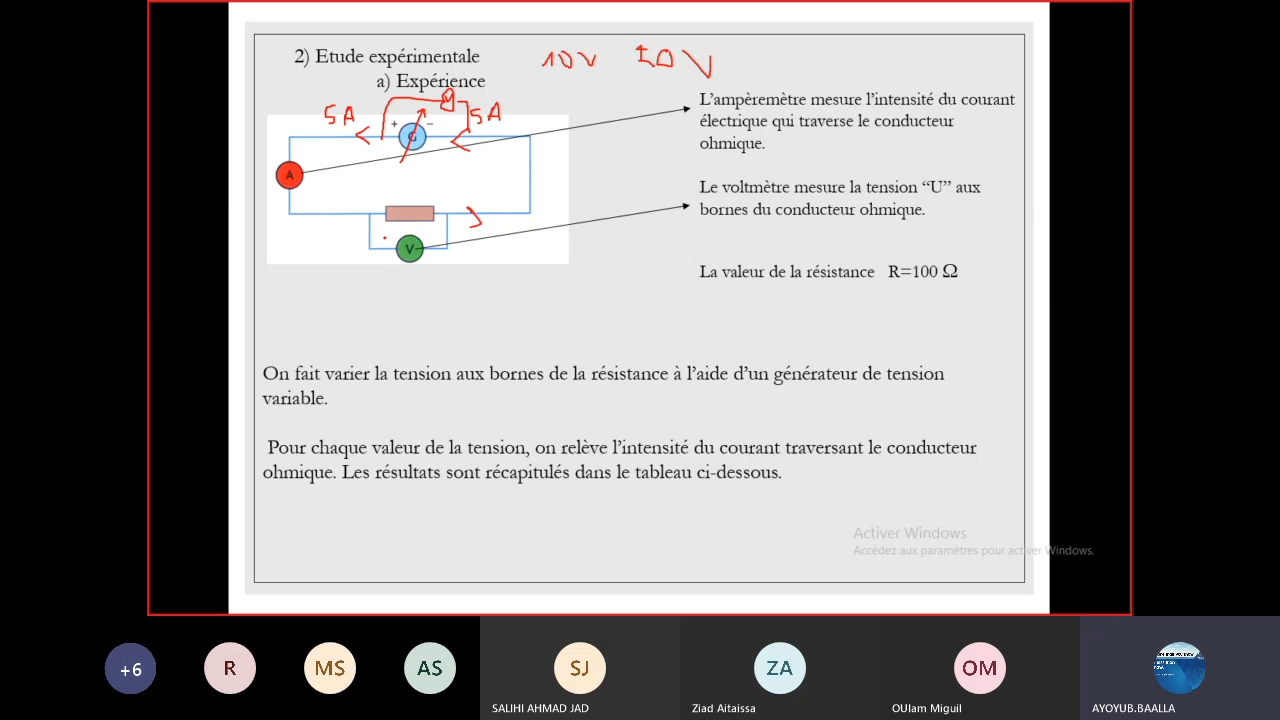 2) Etude expérimentale
a) Expérience
10V
5A
5A
+
−
G
A
V
L'ampèremètre mesure l'intensité du courant
électrique qui traverse le conducteur
ohmique.
Le voltmètre mesure la tension “U” aux
bornes du conducteur ohmique.
La valeur de la résistance R=100 Ω
On fait varier la tension aux bornes de la résistance à l'aide d'un générateur de tension
variable.
Pour chaque valeur de la tension, on relève l'intensité du courant traversant le conducteur
ohmique. Les résultats sont récapitulés dans le tableau ci-dessous.
Activer Windows
Accédez aux paramètres pour activer Windows.
+6
R
MS
AS
SJ
ZA
OM
SALIHI AHMAD JAD
Ziad Aitaissa
OUlam Miguil
AYOYUB.BAALLA